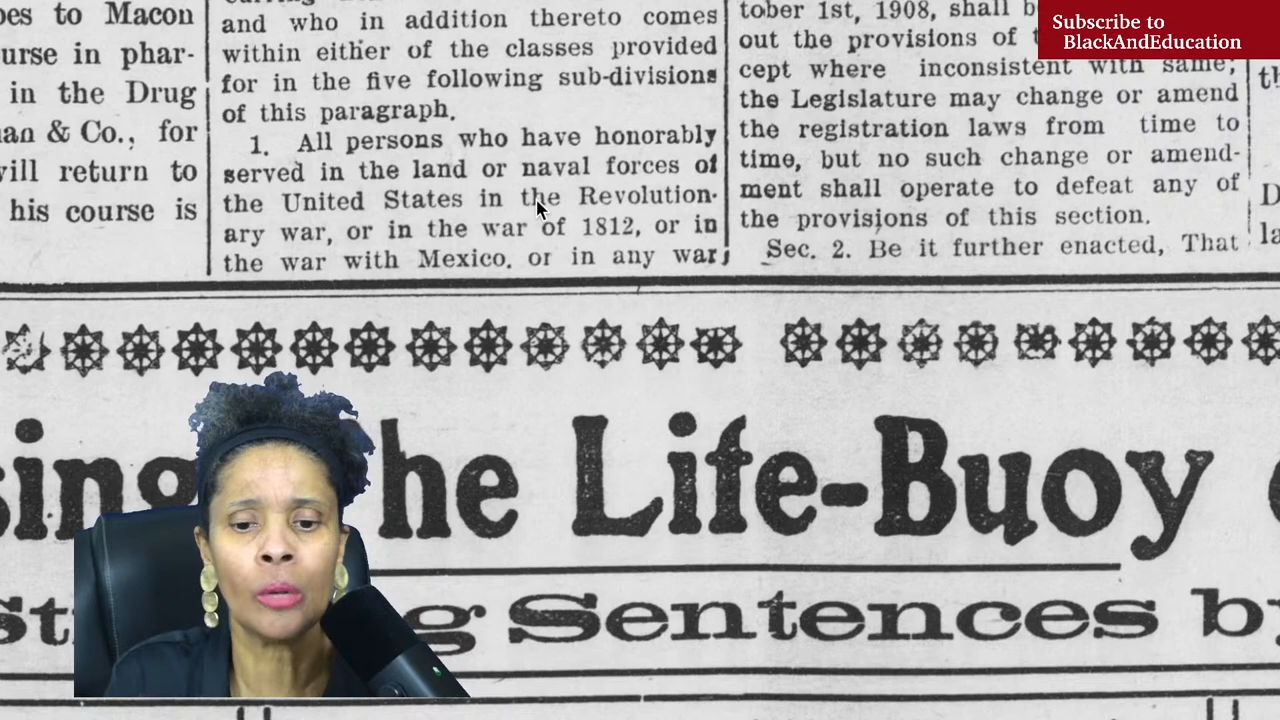 oes to Macon
urse in phar-
in the Drug
an & Co., for
will return to
his course is
and who in addition thereto comes
within either of the classes provided
for in the five following sub-divisions
of this paragraph.
1. All persons who have honorably
served in the land or naval forces of
the United States in the Revolution-
ary war, or in the war of 1812, or in
the war with Mexico, or in any war,
tober 1st, 1908, shall b
out the provisions of t
cept where inconsistent with same;
the Legislature may change or amend
the registration laws from time to
time, but no such change or amend-
ment shall operate to defeat any of
the provisions of this section.
Sec. 2. Be it further enacted, That
Subscribe to
BlackAndEducation
sing he Life-Buoy
st g Sentences by